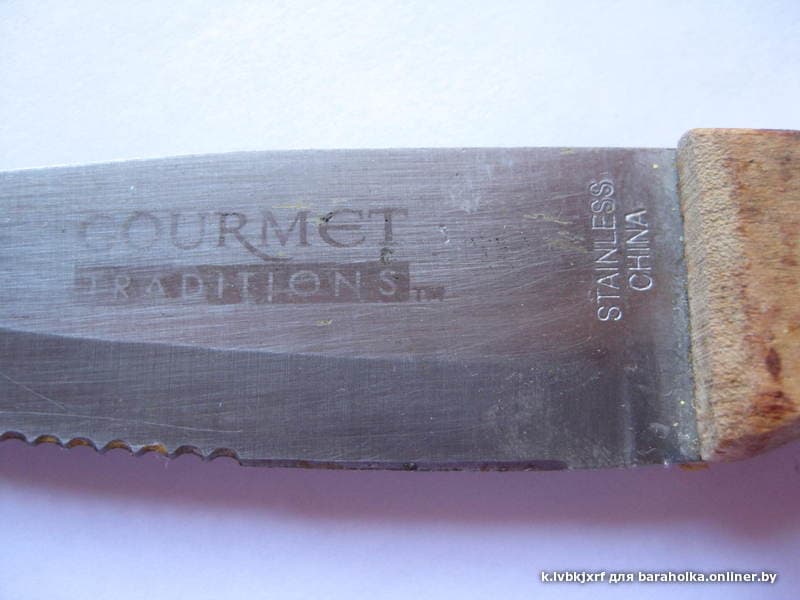 GOURMET
TRADITIONS™
STAINLESS
CHINA
k.lvbkjxrf для baraholka.onliner.by